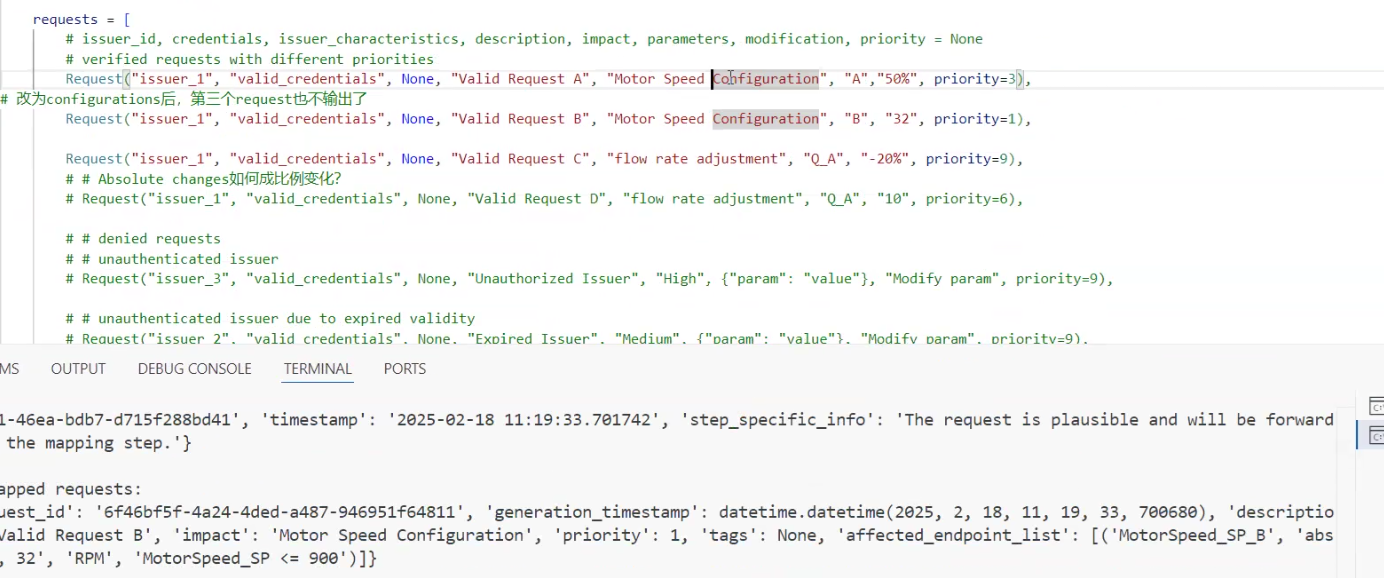 requests = [
# issuer_id, credentials, issuer_characteristics, description, impact, parameters, modification, priority = None
# verified requests with different priorities
Request("issuer_1", "valid_credentials", None, "Valid Request A", "Motor Speed Configuration", "A","50%", priority=3),
# 改为configurations后，第三个request也不输出了
Request("issuer_1", "valid_credentials", None, "Valid Request B", "Motor Speed Configuration", "B", "32", priority=1),
Request("issuer_1", "valid_credentials", None, "Valid Request C", "flow rate adjustment", "Q_A", "-20%", priority=9),
# # Absolute changes如何成比例变化?
# Request("issuer_1", "valid_credentials", None, "Valid Request D", "flow rate adjustment", "Q_A", "10", priority=6),
# # denied requests
# # unauthenticated issuer
# Request("issuer_3", "valid_credentials", None, "Unauthorized Issuer", "High", {"param": "value"}, "Modify param", priority=9),
# # unauthenticated issuer due to expired validity
# Request("issuer_2", "valid_credentials", None, "Expired Issuer", "Medium", {"param": "value"}, "Modify param", priority=9),
MS OUTPUT DEBUG CONSOLE TERMINAL PORTS
1-46ea-bdb7-d715f288bd41', 'timestamp': '2025-02-18 11:19:33.701742', 'step_specific_info': 'The request is plausible and will be forward
the mapping step.'}
apped requests:
uest_id': '6f46bf5f-4a24-4ded-a487-946951f64811', 'generation_timestamp': datetime.datetime(2025, 2, 18, 11, 19, 33, 700680), 'descriptio
Valid Request B', 'impact': 'Motor Speed Configuration', 'priority': 1, 'tags': None, 'affected_endpoint_list': [('MotorSpeed_SP_B', 'abs
, 32', 'RPM', 'MotorSpeed_SP <= 900')]}